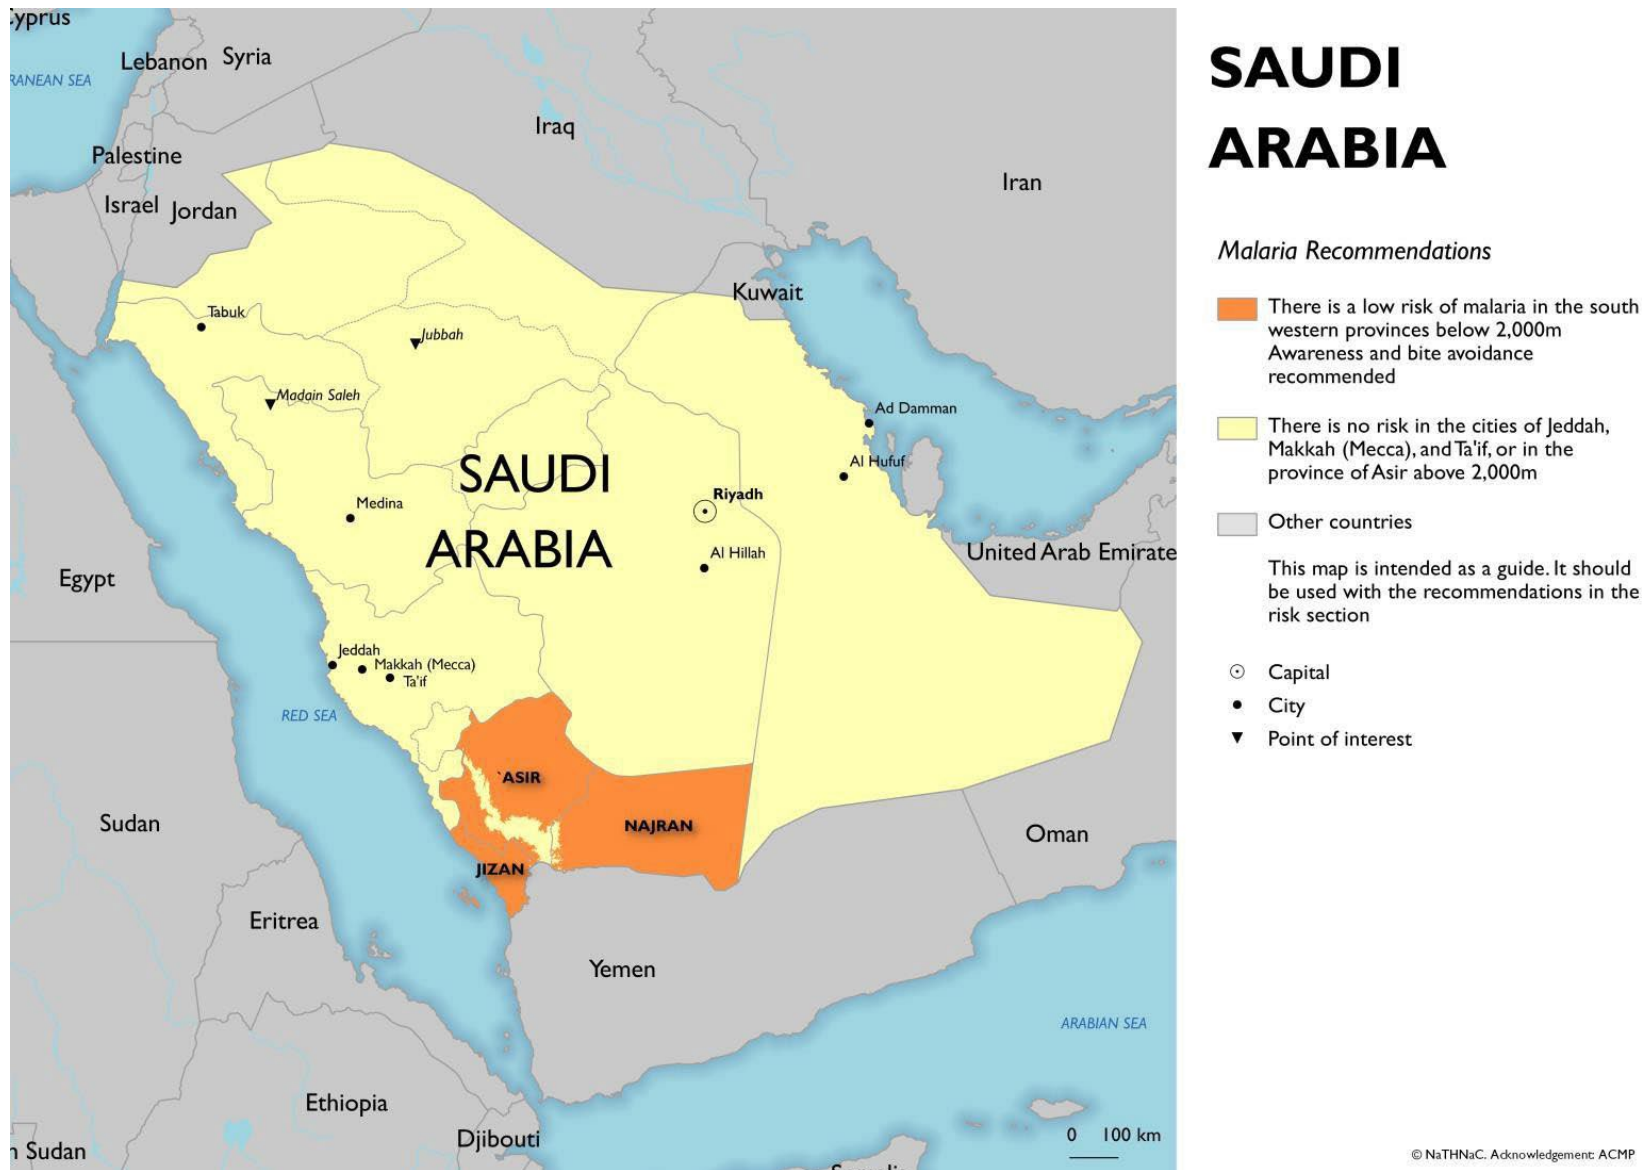 yprus
Lebanon
Syria
RANEAN SEA
Iraq
Palestine
Iran
Israel
Jordan
Kuwait
Tabuk
Jubbah
Madain Saleh
Ad Damman
Al Hufuf
SAUDI
ARABIA
Riyadh
Medina
Al Hillah
United Arab Emirate
Egypt
Jeddah
Makkah (Mecca)
Ta'if
RED SEA
`ASIR
NAJRAN
JIZAN
Sudan
Oman
Eritrea
Yemen
ARABIAN SEA
Ethiopia
Djibouti
n Sudan
0 100 km
SAUDI
ARABIA
Malaria Recommendations
There is a low risk of malaria in the south
western provinces below 2,000m
Awareness and bite avoidance
recommended
There is no risk in the cities of Jeddah,
Makkah (Mecca), and Ta'if, or in the
province of Asir above 2,000m
Other countries
This map is intended as a guide. It should
be used with the recommendations in the
risk section
Capital
City
Point of interest
© NaTHNaC. Acknowledgement: ACMP